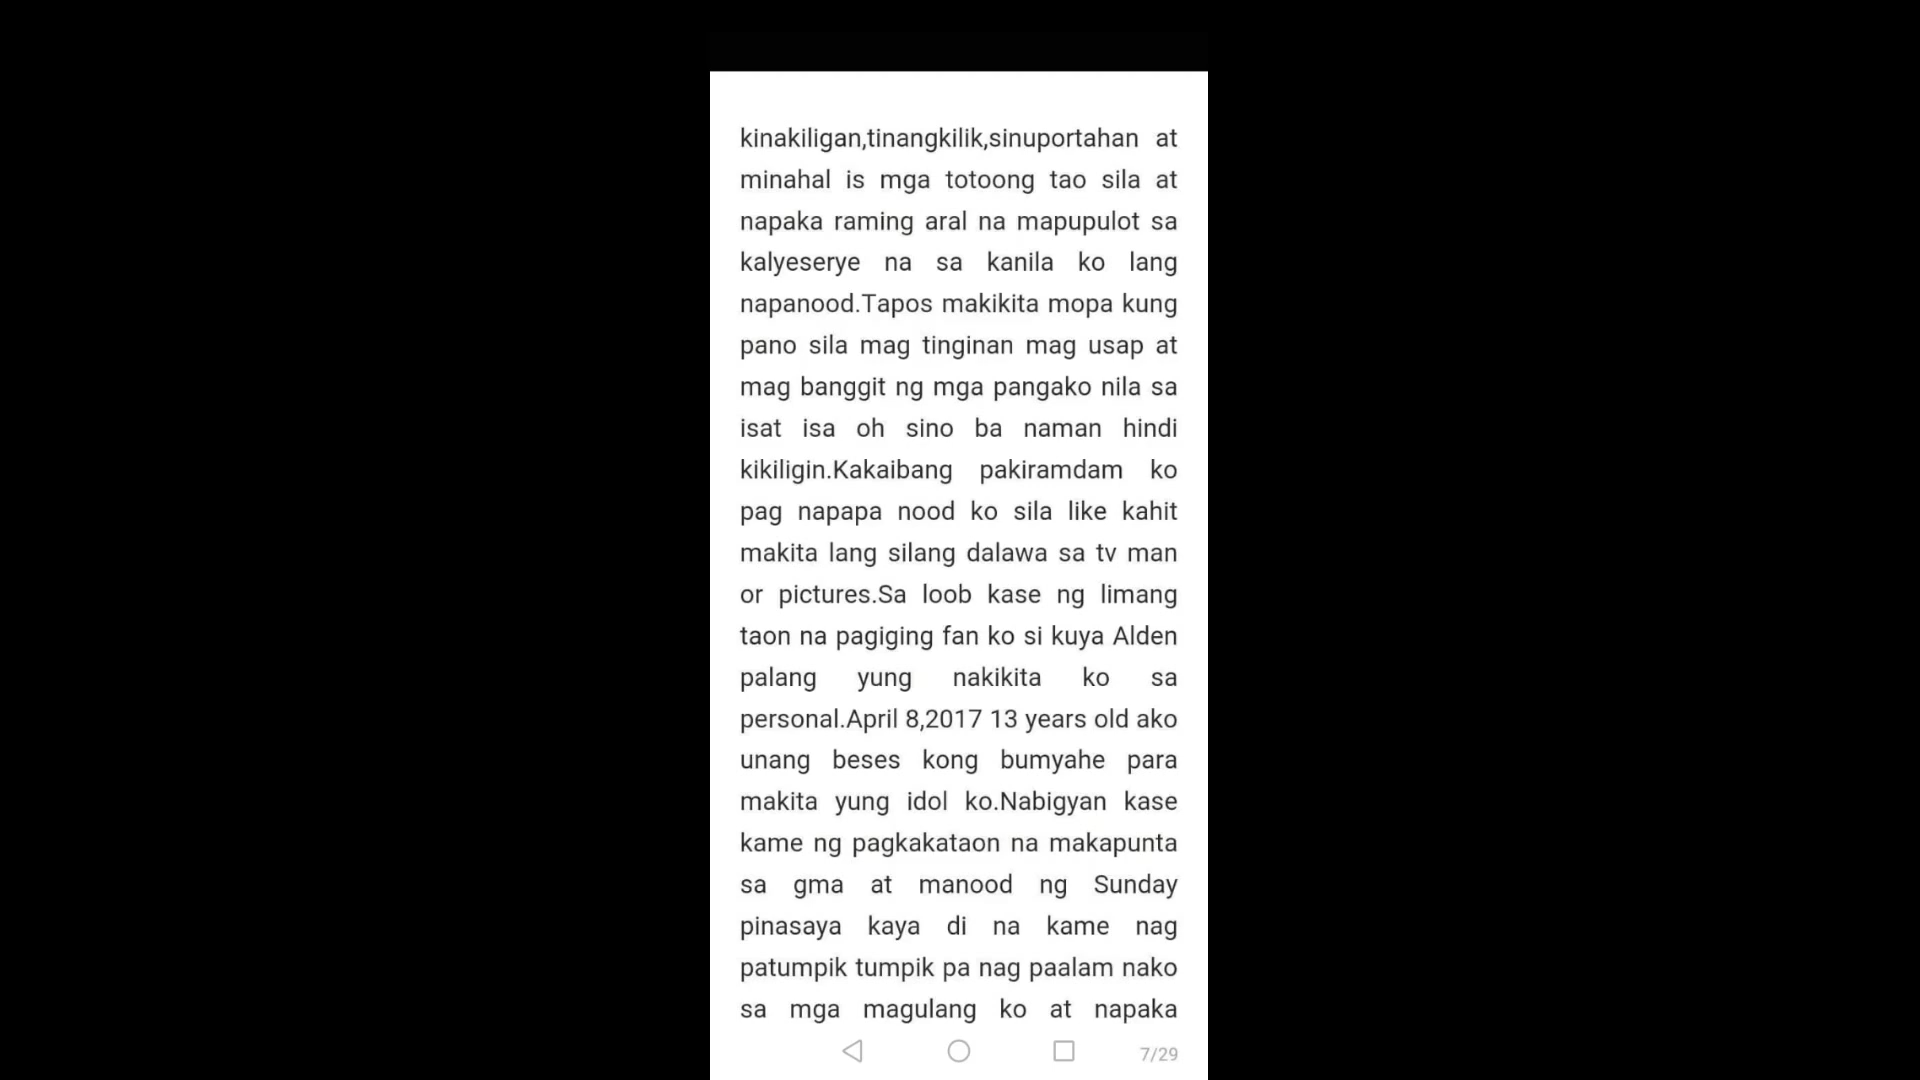 kinakiligan,tinangkilik,sinuportahan at
minahal is mga totoong tao sila at
napaka raming aral na mapupulot sa
kalyeserye na sa kanila ko lang
napanood.Tapos makikita mopa kung
pano sila mag tinginan mag usap at
mag banggit ng mga pangako nila sa
isat isa oh sino ba naman hindi
kikiligin.Kakaibang pakiramdam ko
pag napapa nood ko sila like kahit
makita lang silang dalawa sa tv man
or pictures.Sa loob kase ng limang
taon na pagiging fan ko si kuya Alden
palang yung nakikita ko sa
personal.April 8,2017 13 years old ako
unang beses kong bumyahe para
makita yung idol ko.Nabigyan kase
kame ng pagkakataon na makapunta
sa gma at manood ng Sunday
pinasaya kaya di na kame nag
patumpik tumpik pa nag paalam nako
sa mga magulang ko at napaka
7/29